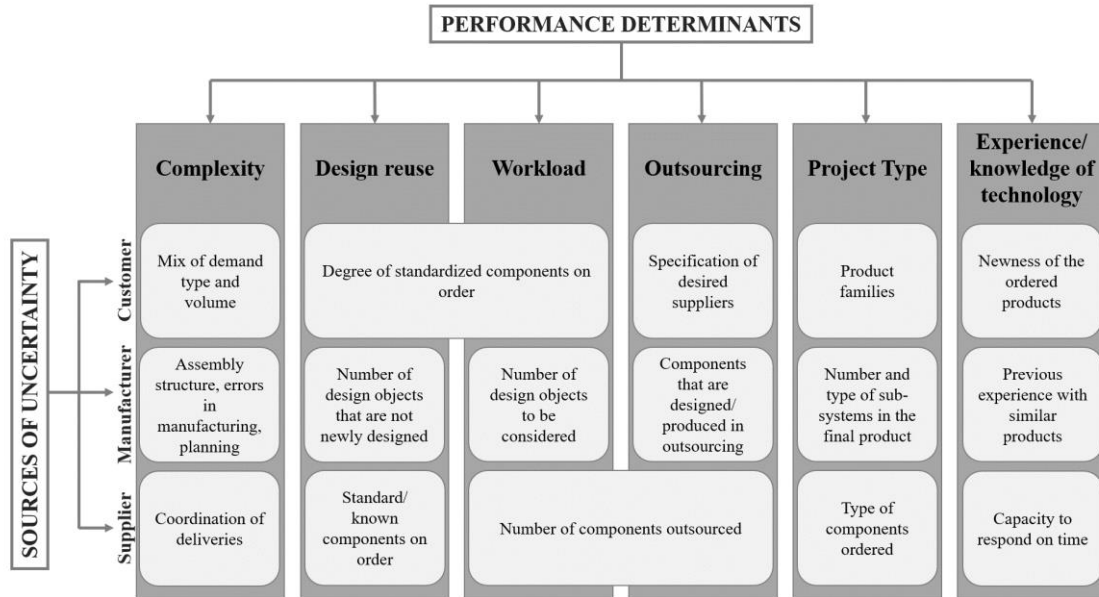 PERFORMANCE DETERMINANTS
Complexity
Design reuse
Workload
Outsourcing
Project Type
Experience/
knowledge of
technology
SOURCES OF UNCERTAINTY
Customer
Mix of demand
type and
volume
Degree of standardized components on
order
Specification of
desired
suppliers
Product
families
Newness of the
ordered
products
Manufacturer
Assembly
structure, errors
in
manufacturing,
planning
Number of
design objects
that are not
newly designed
Number of
design objects
to be
considered
Components
that are
designed/
produced in
outsourcing
Number and
type of sub-
systems in the
final product
Previous
experience with
similar
products
Supplier
Coordination of
deliveries
Standard/
known
components on
order
Number of components outsourced
Type of
components
ordered
Capacity to
respond on time